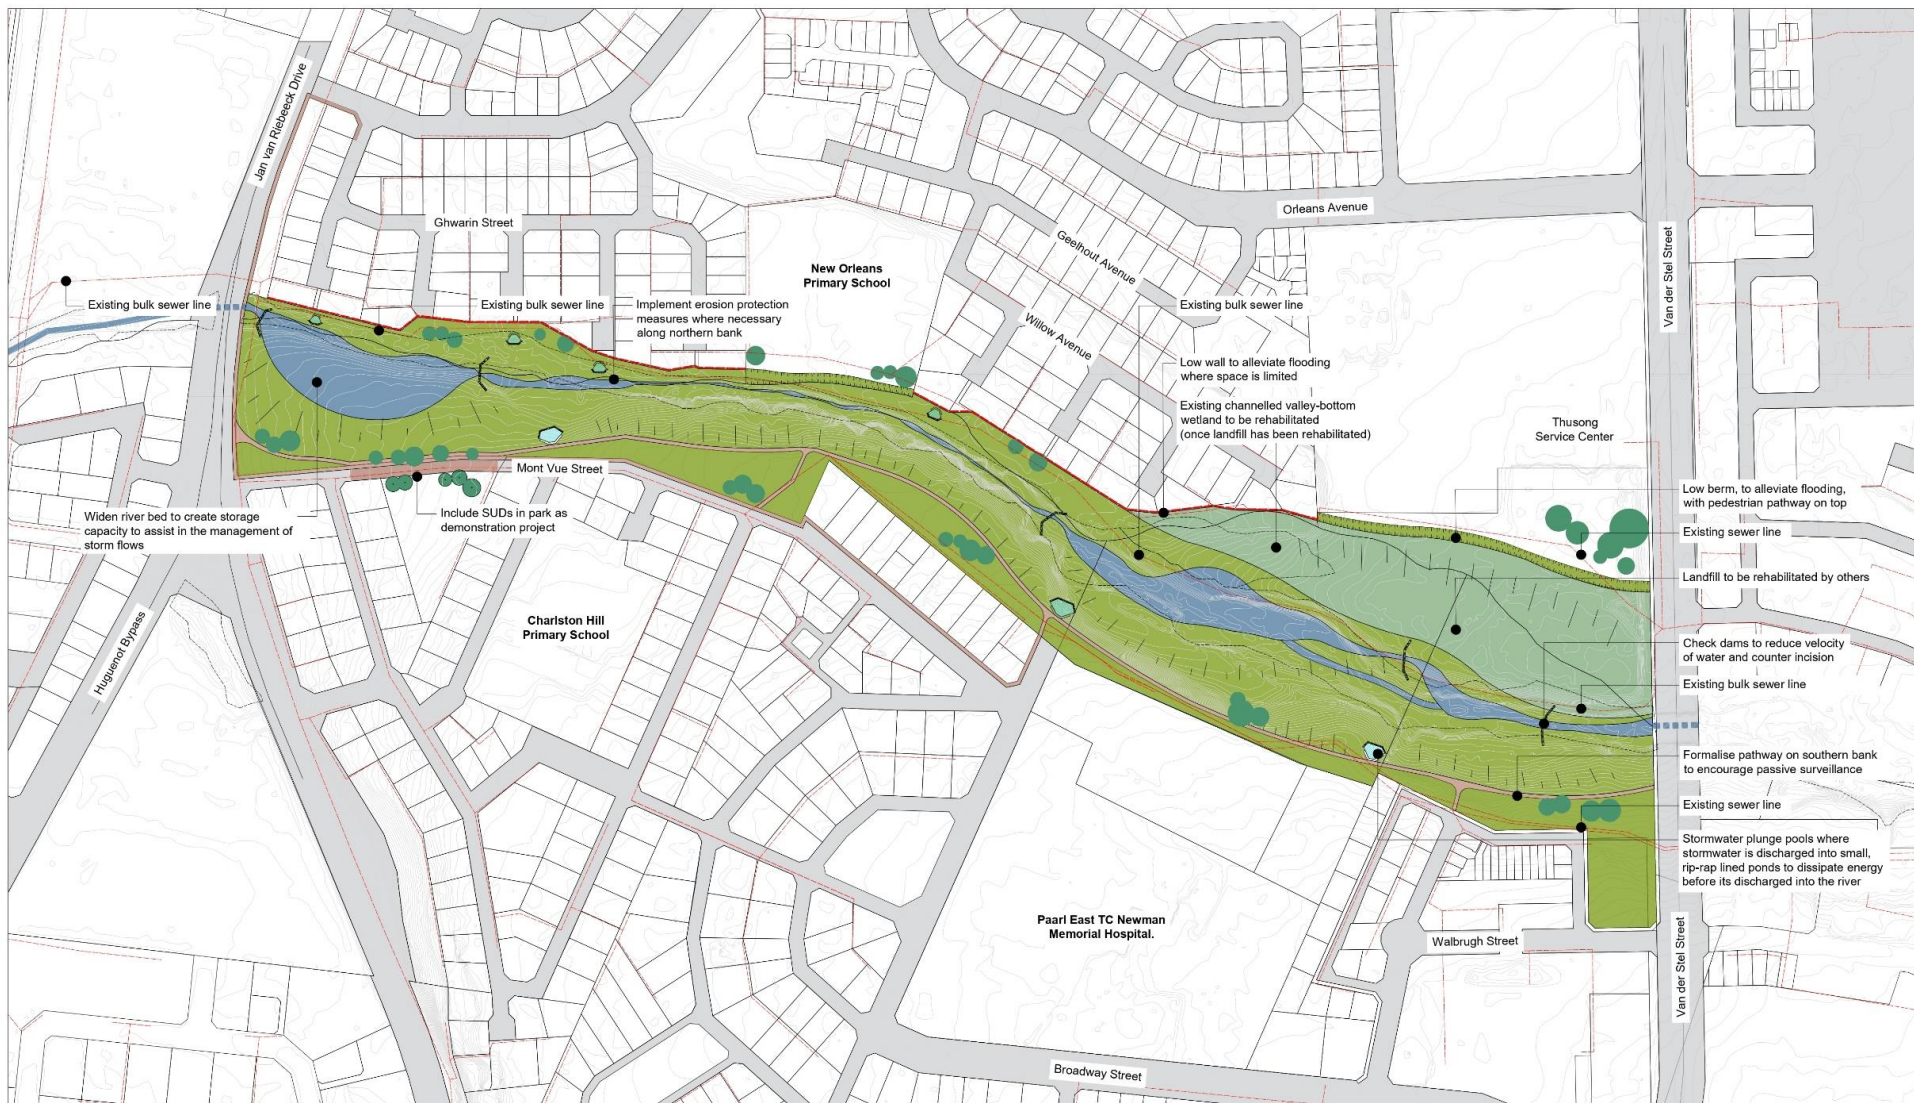 Jan van Riebeeck Drive
Ghwarin Street
Orleans Avenue
Geelhout Avenue
New Orleans
Primary School
Van der Stel Street
Existing bulk sewer line
Existing bulk sewer line
Implement erosion protection
measures where necessary
along northern bank
Existing bulk sewer line
Willow Avenue
Low wall to alleviate flooding
where space is limited
Existing channelled valley-bottom
wetland to be rehabilitated
(once landfill has been rehabilitated)
Thusong
Service Center
Mont Vue Street
Low berm, to alleviate flooding,
with pedestrian pathway on top
Widen river bed to create storage
capacity to assist in the management of
storm flows
Include SUDs in park as
demonstration project
Existing sewer line
Landfill to be rehabilitated by others
Huguenot Bypass
Charlston Hill
Primary School
Check dams to reduce velocity
of water and counter incision
Existing bulk sewer line
Formalise pathway on southern bank
to encourage passive surveillance
Existing sewer line
Stormwater plunge pools where
stormwater is discharged into small,
rip-rap lined ponds to dissipate energy
before its discharged into the river
Paarl East TC Newman
Memorial Hospital.
Walbrugh Street
Van der Stel Street
Broadway Street